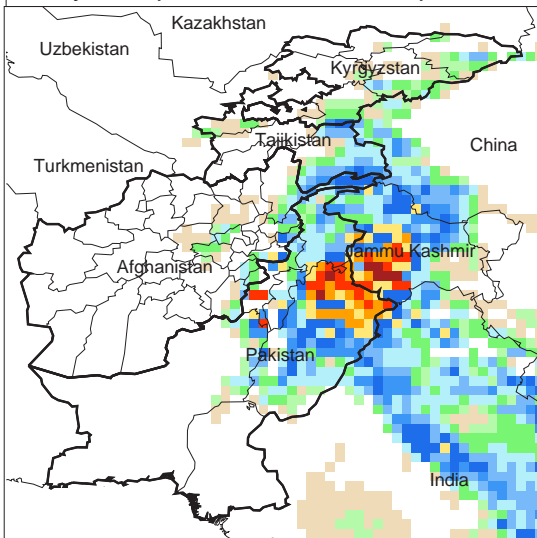 Kazakhstan
Uzbekistan
Kyrgyzstan
Tajikistan
China
Turkmenistan
Jammu Kashmir
Afghanistan
Pakistan
India